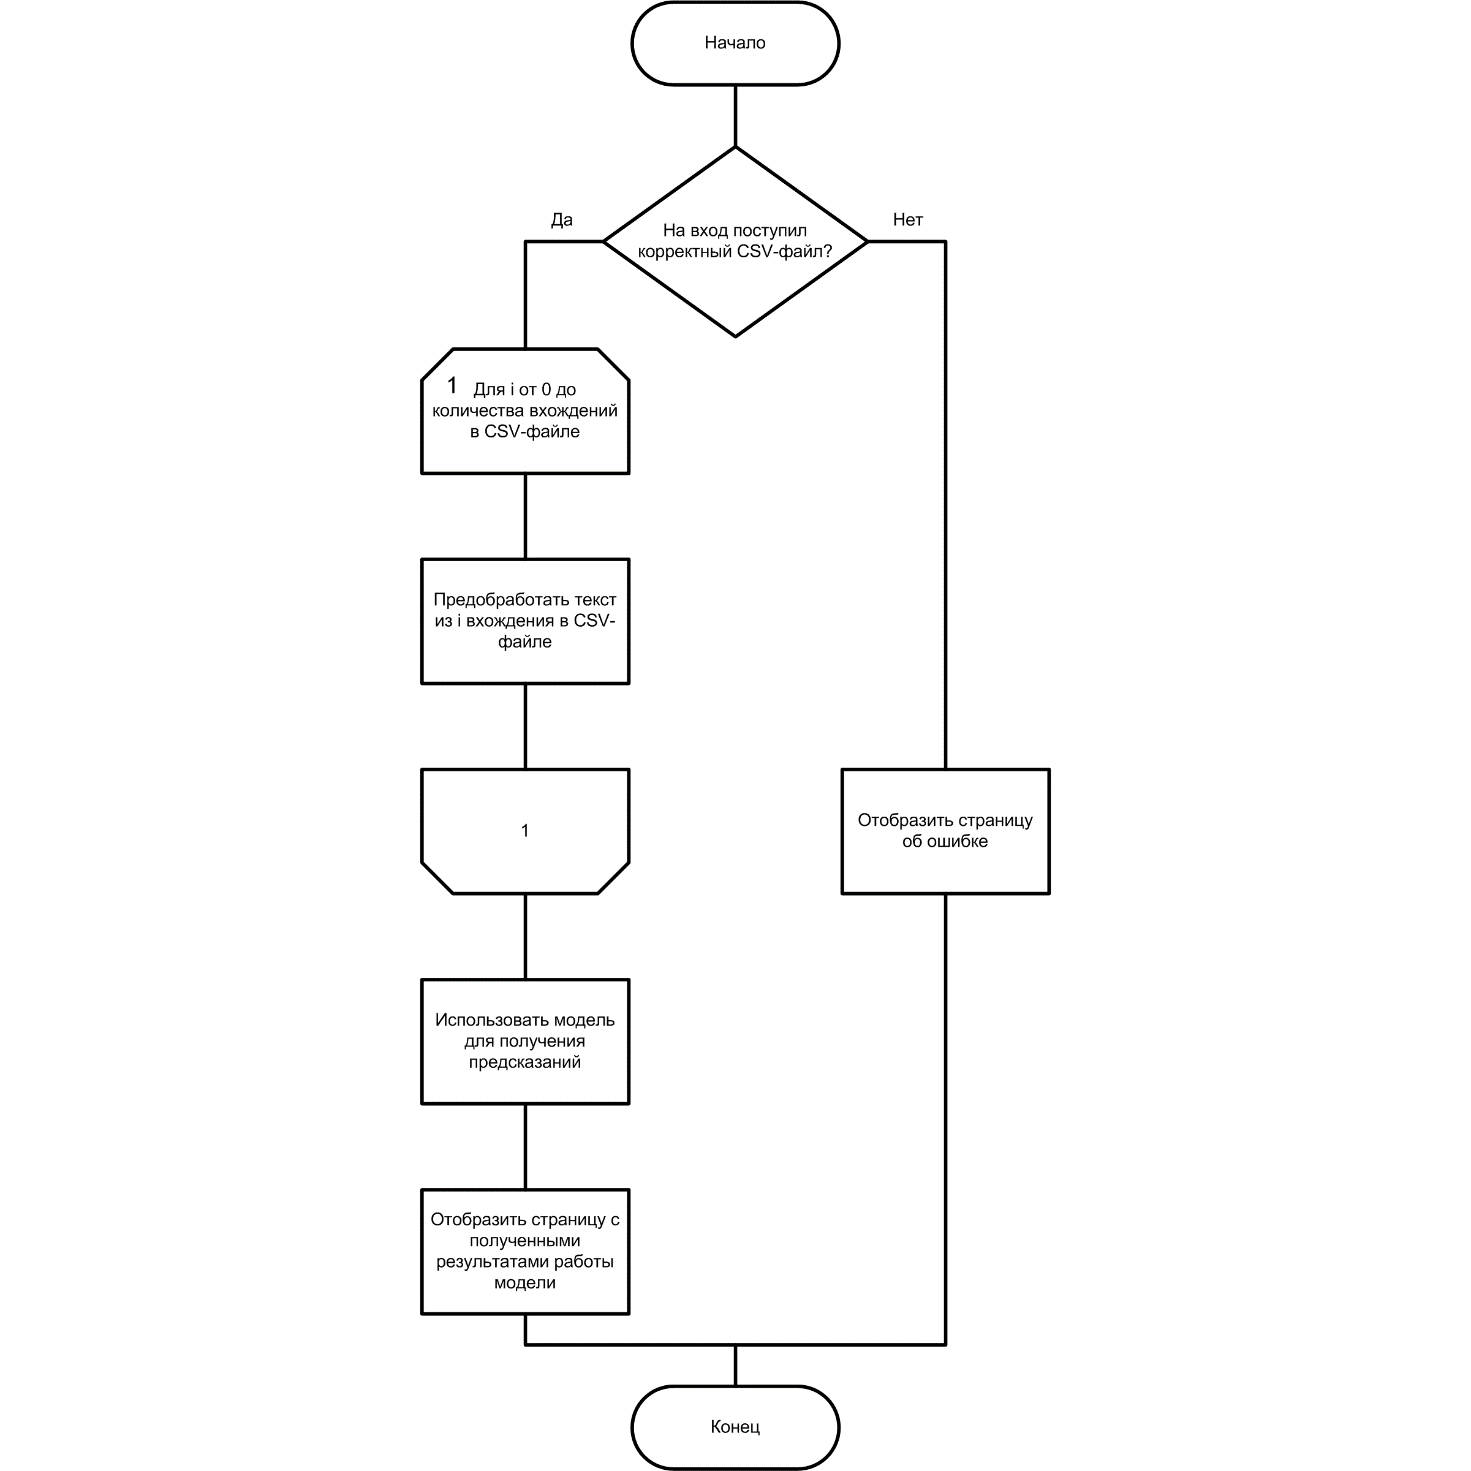 Начало
На вход поступил
корректный CSV-файл?
Да
Нет
1 Для i от 0 до
количества вхождений
в CSV-файле
Предобработать текст
из i вхождения в CSV-
файле
1
Отобразить страницу
об ошибке
Использовать модель
для получения
предсказаний
Отобразить страницу с
полученными
результатами работы
модели
Конец